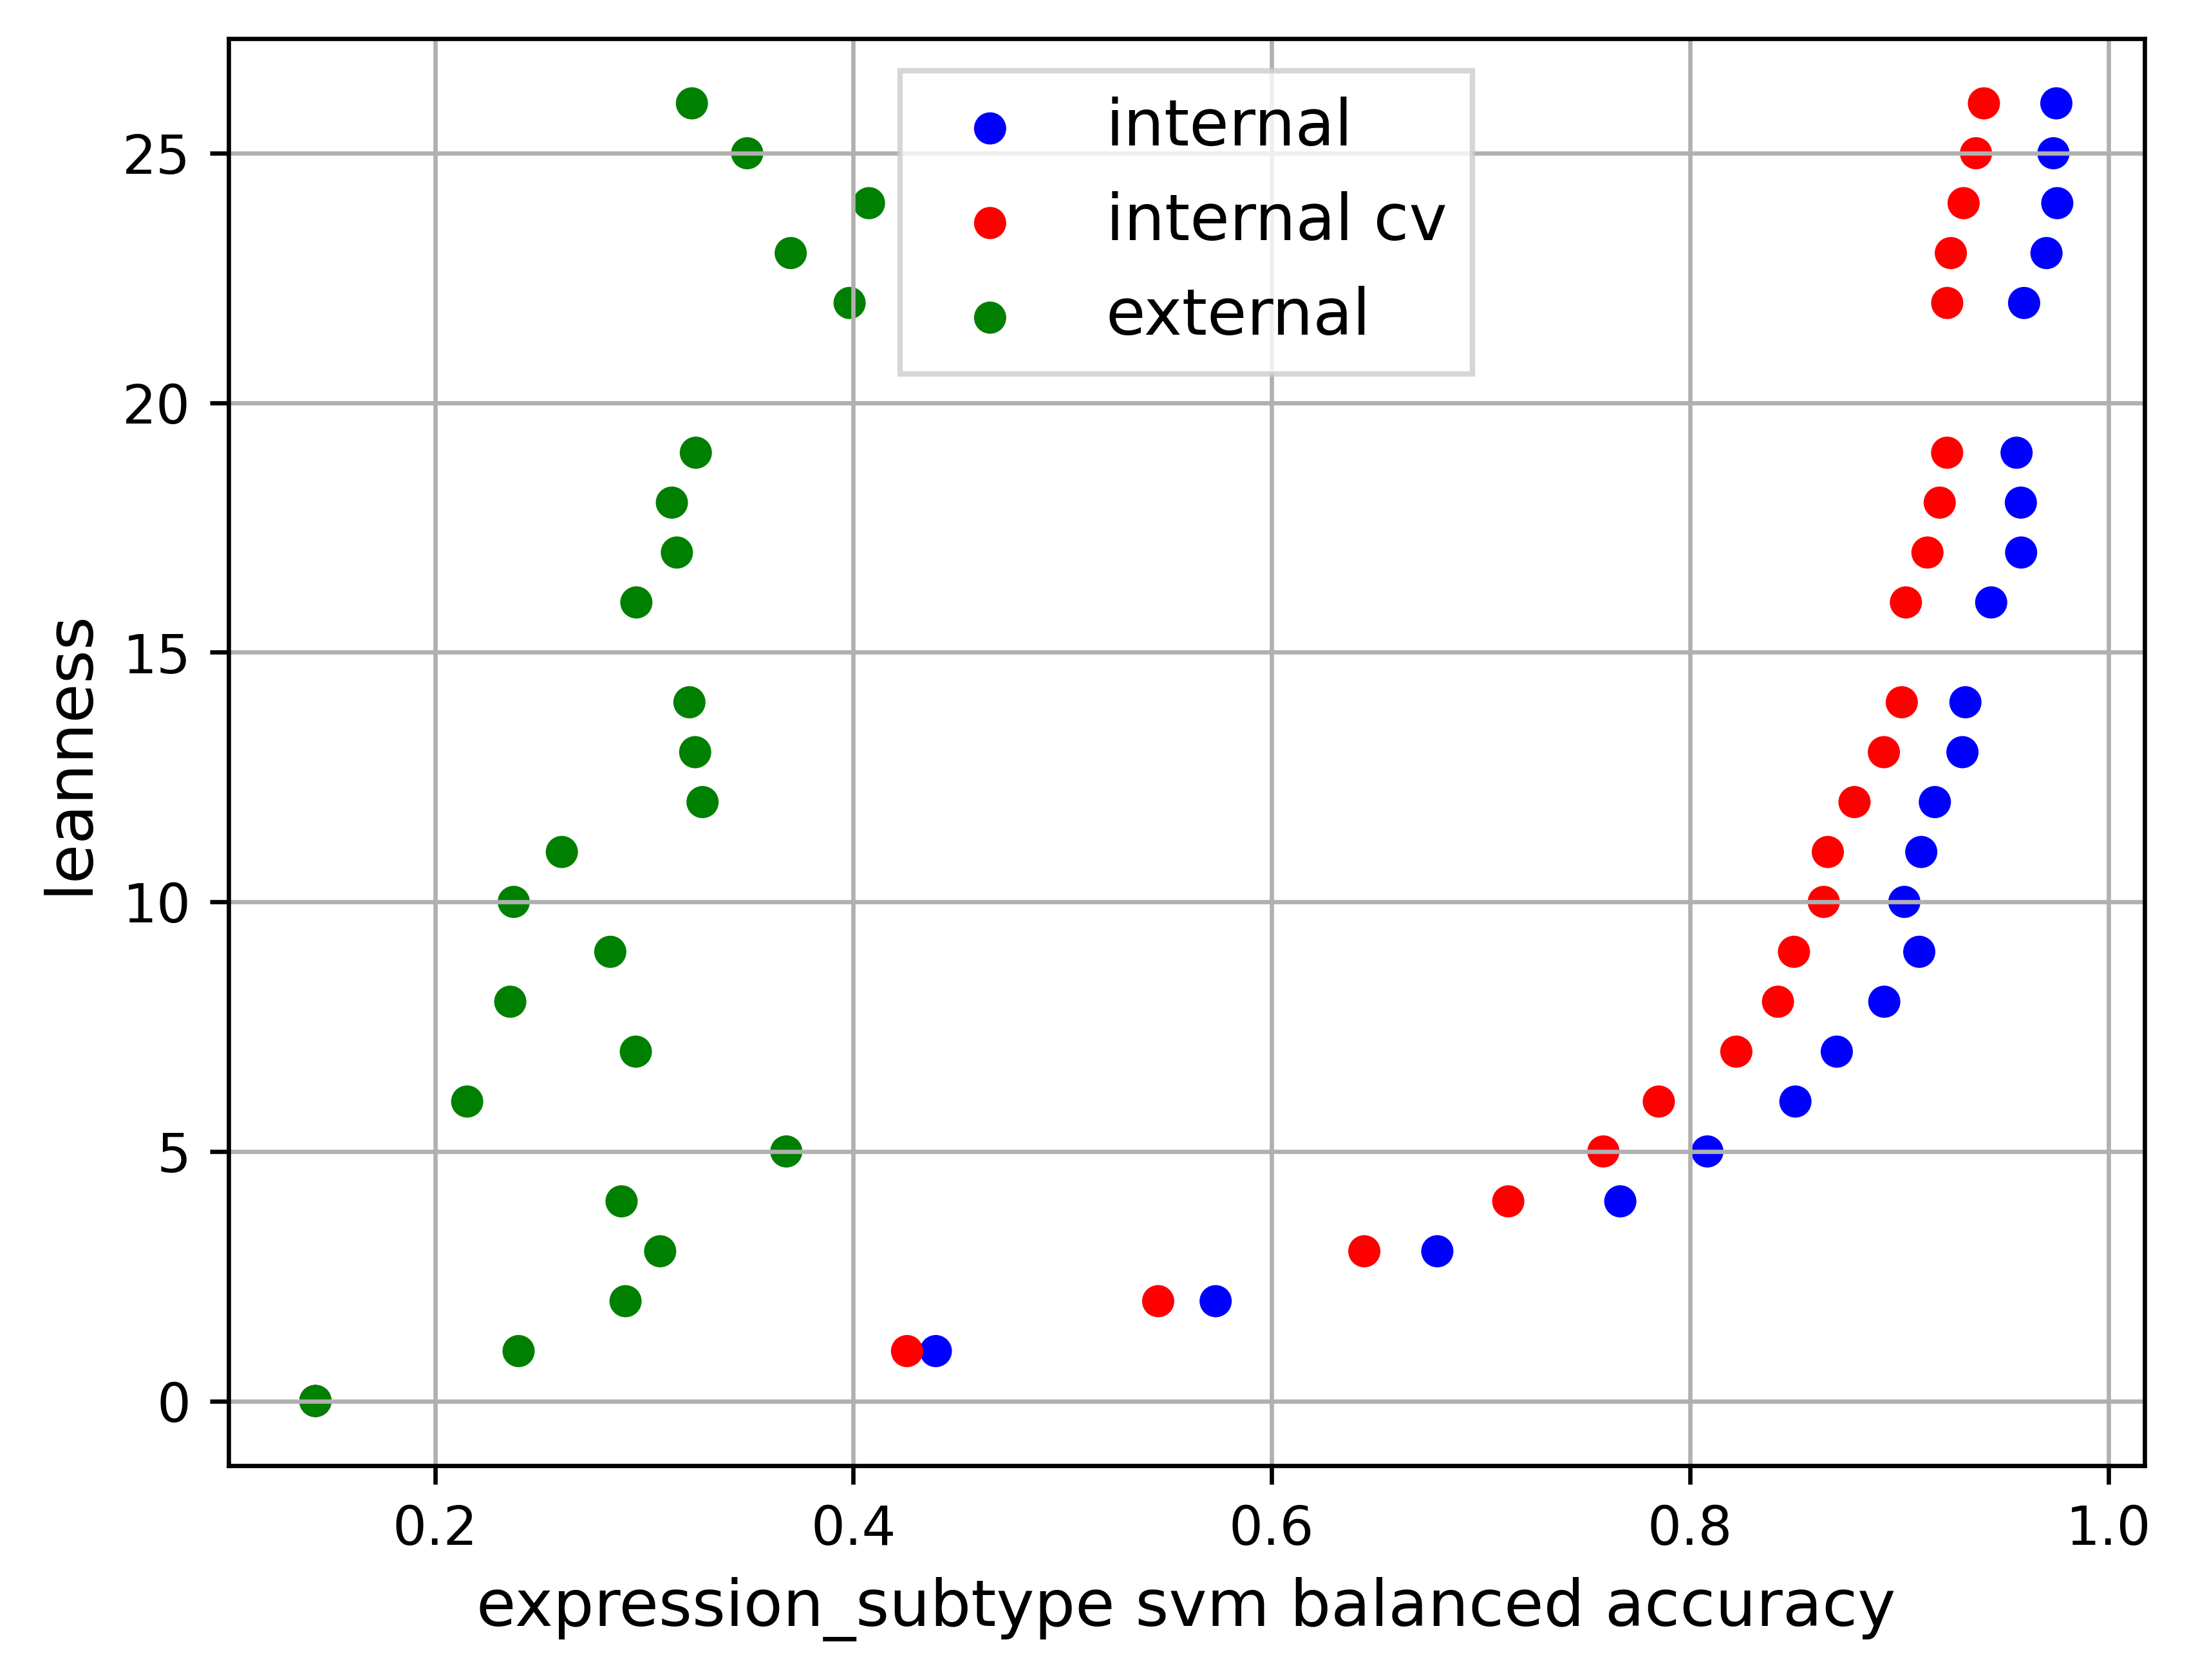 internal
internal cv
external
25
20
15
10
5
0
leanness
0.2 0.4 0.6 0.8 1.0
expression_subtype svm balanced accuracy